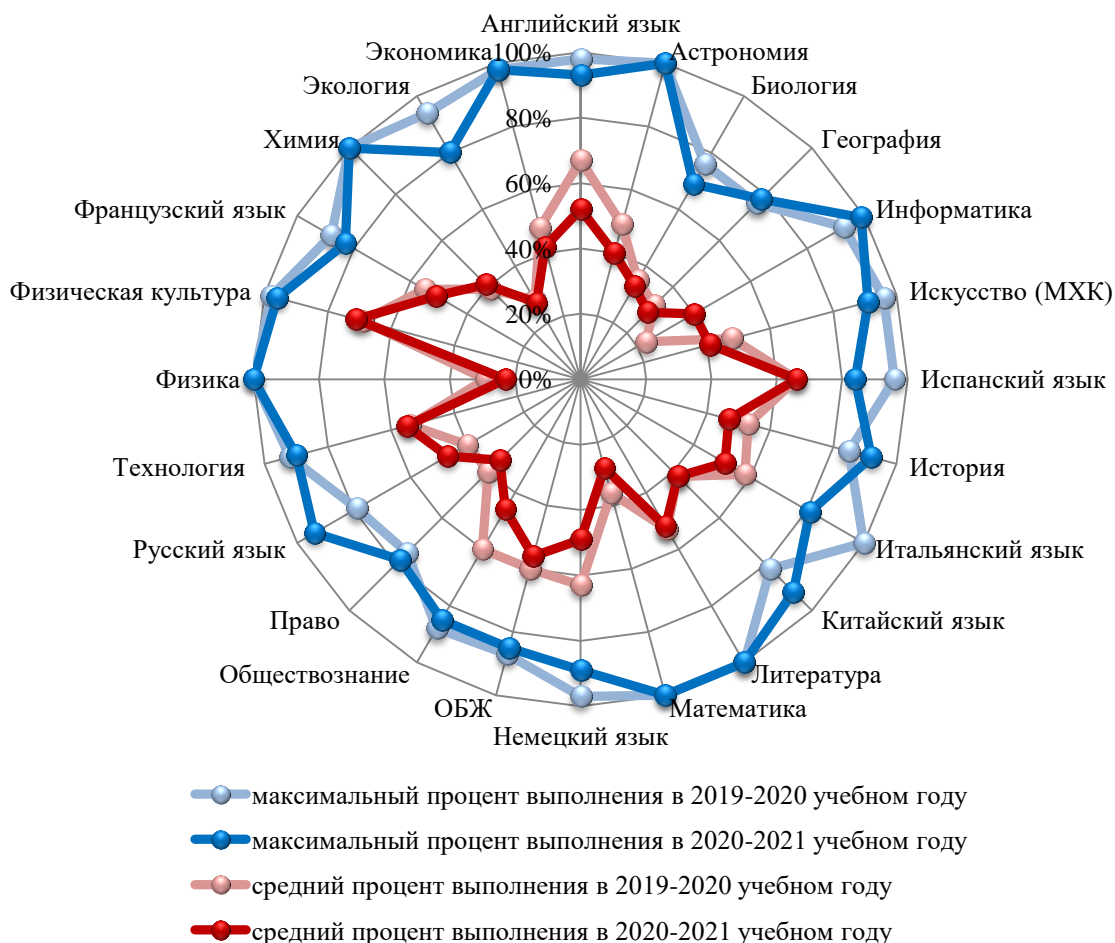 Английский язык
Экономика
100%
Астрономия
Экология
Биология
80%
Химия
География
60%
Французский язык
Информатика
40%
Физическая культура
Искусство (МХК)
20%
Физика
0%
Испанский язык
Технология
История
Русский язык
Итальянский язык
Право
Китайский язык
Обществознание
Литература
ОБЖ
Математика
Немецкий язык
максимальный процент выполнения в 2019-2020 учебном году
максимальный процент выполнения в 2020-2021 учебном году
средний процент выполнения в 2019-2020 учебном году
средний процент выполнения в 2020-2021 учебном году